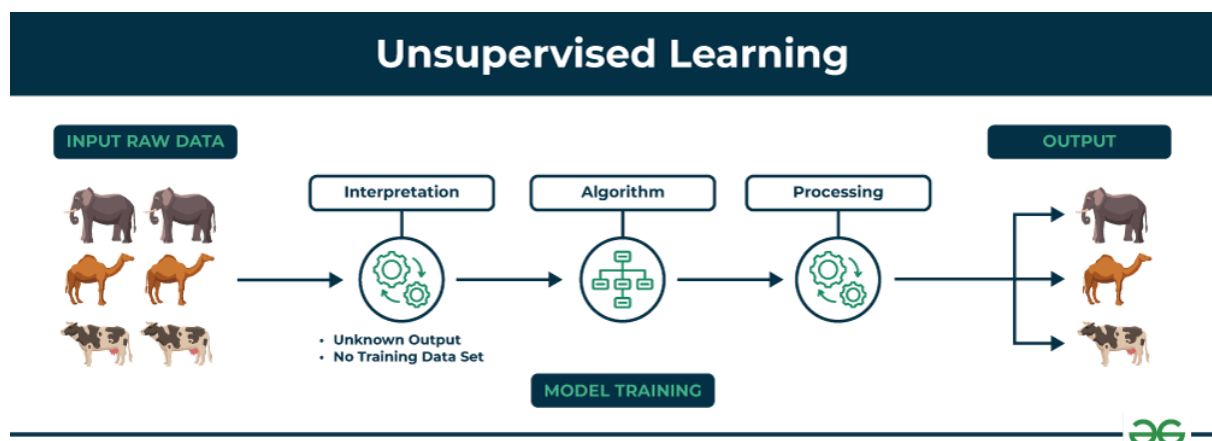 Unsupervised Learning
INPUT RAW DATA
OUTPUT
Interpretation
Algorithm
Processing
• Unknown Output
• No Training Data Set
MODEL TRAINING